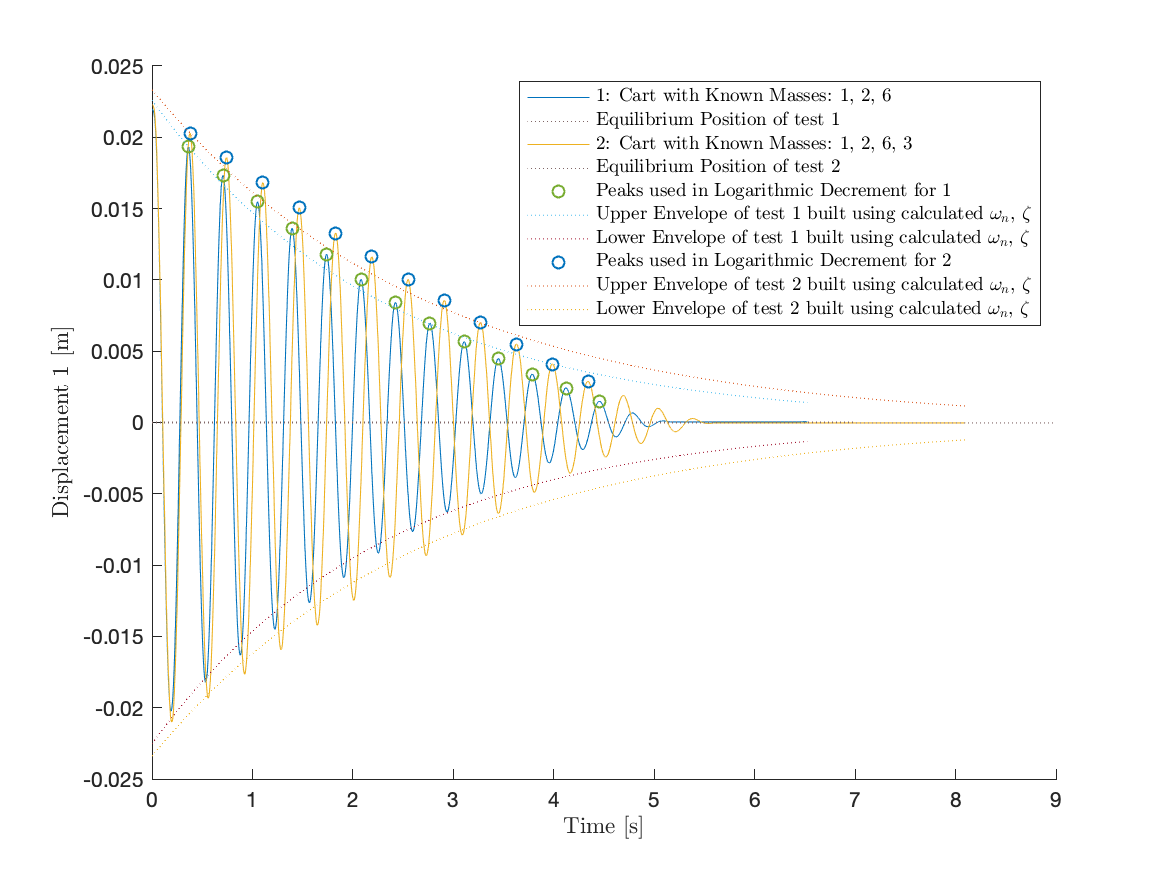 0.025
0.02
0.015
0.01
0.005
0
-0.005
-0.01
-0.015
-0.02
-0.025
Displacement 1 [m]
1: Cart with Known Masses: 1, 2, 6
Equilibrium Position of test 1
2: Cart with Known Masses: 1, 2, 6, 3
Equilibrium Position of test 2
Peaks used in Logarithmic Decrement for 1
Upper Envelope of test 1 built using calculated ωₙ, ζ
Lower Envelope of test 1 built using calculated ωₙ, ζ
Peaks used in Logarithmic Decrement for 2
Upper Envelope of test 2 built using calculated ωₙ, ζ
Lower Envelope of test 2 built using calculated ωₙ, ζ
0 1 2 3 4 5 6 7 8 9
Time [s]